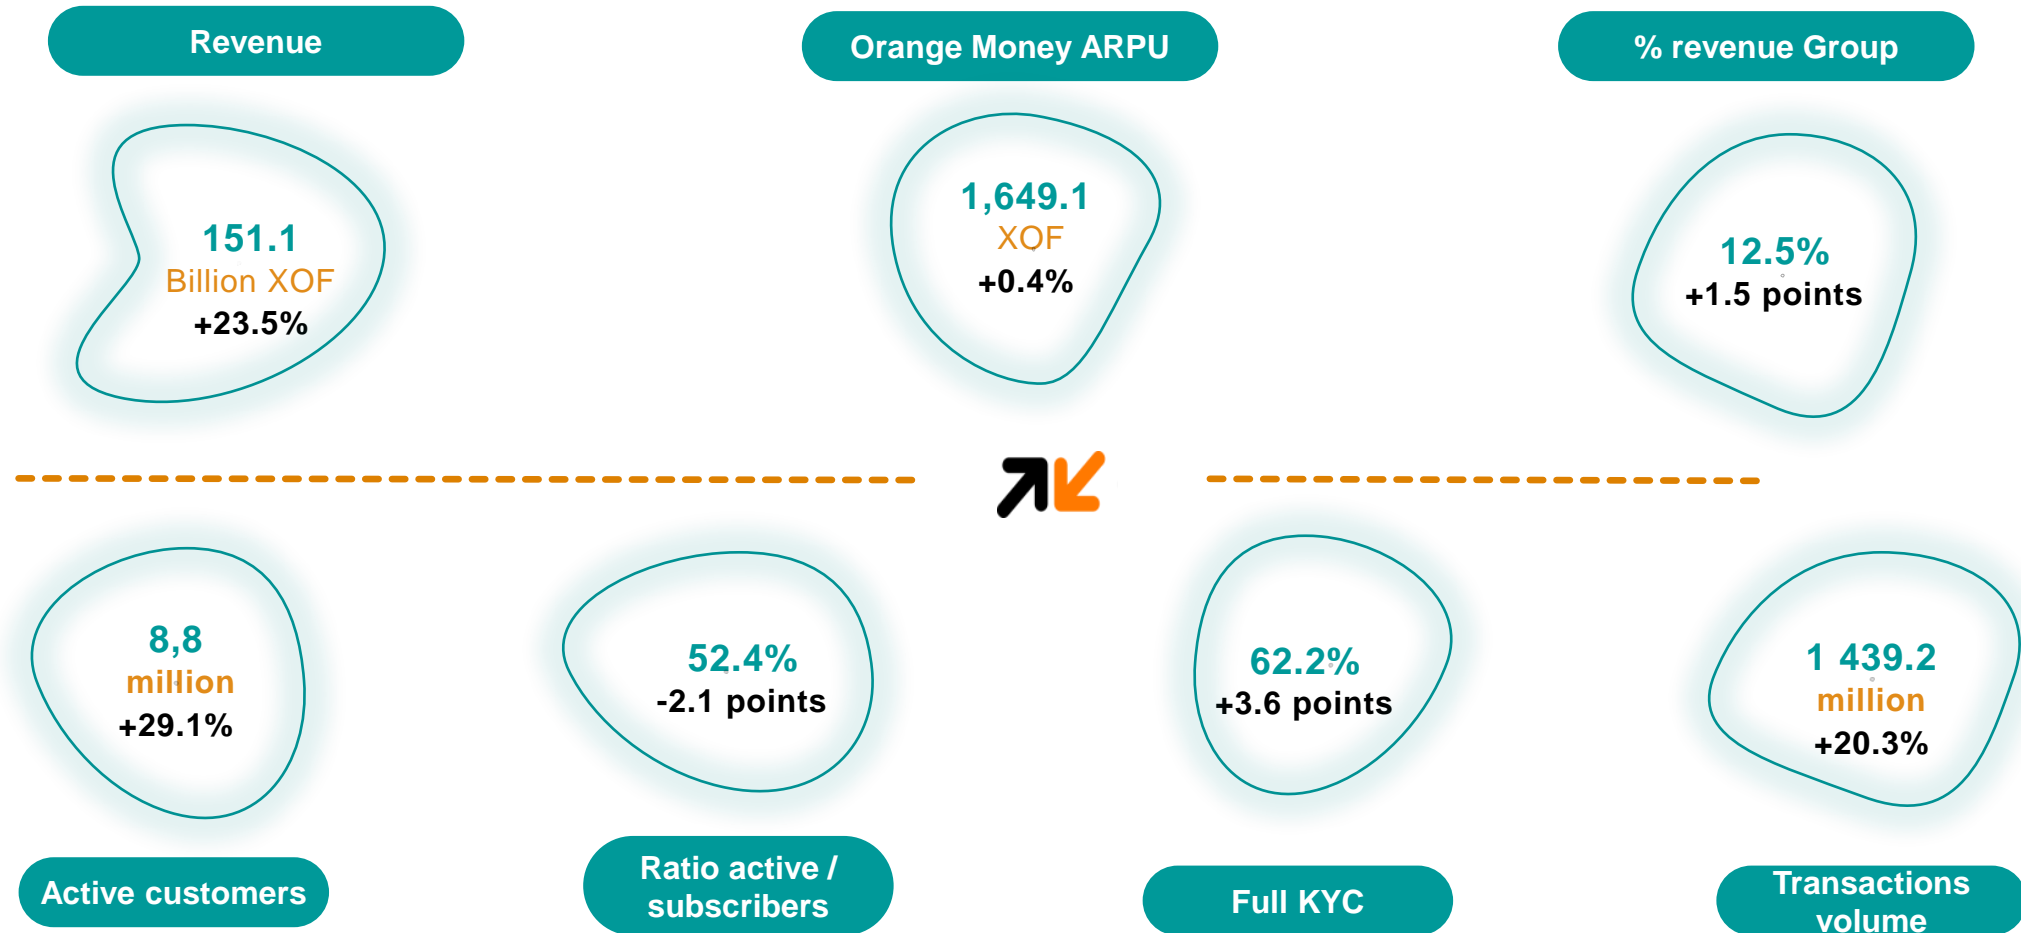 Revenue
Orange Money ARPU
% revenue Group
151.1
Billion XOF
+23.5%
1,649.1
XOF
+0.4%
12.5%
+1.5 points
8,8
million
+29.1%
52.4%
-2.1 points
62.2%
+3.6 points
1 439.2
million
+20.3%
Active customers
Ratio active /
subscribers
Full KYC
Transactions
volume